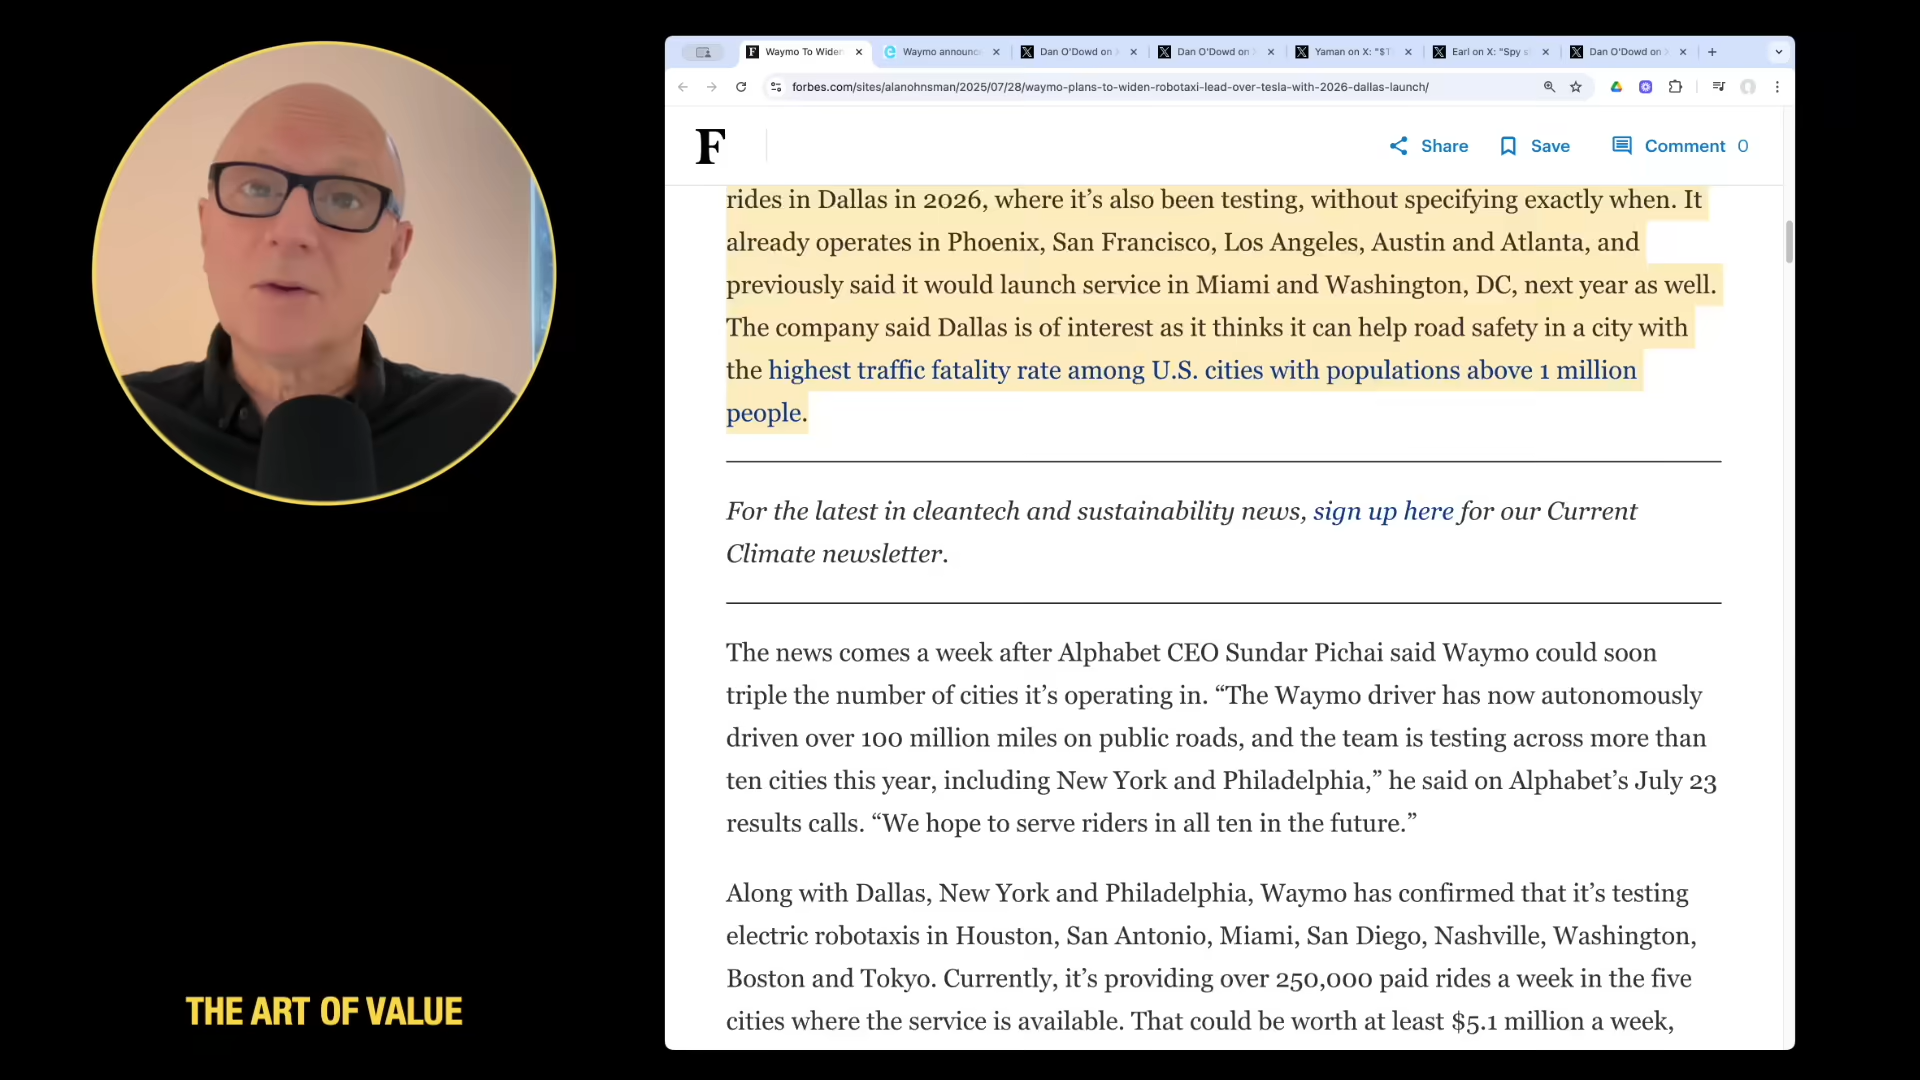 Waymo To Widen
Waymo announc
Dan O'Dowd on
Dan O'Dowd on
Yaman on X: "$T
Earl on X: "Spy s
Dan O'Dowd on
forbes.com/sites/alanohnsman/2025/07/28/waymo-plans-to-widen-robotaxi-lead-over-tesla-with-2026-dallas-launch/
F
Share
Save
Comment 0
rides in Dallas in 2026, where it’s also been testing, without specifying exactly when. It
already operates in Phoenix, San Francisco, Los Angeles, Austin and Atlanta, and
previously said it would launch service in Miami and Washington, DC, next year as well.
The company said Dallas is of interest as it thinks it can help road safety in a city with
the highest traffic fatality rate among U.S. cities with populations above 1 million
people.
For the latest in cleantech and sustainability news, sign up here for our Current
Climate newsletter.
The news comes a week after Alphabet CEO Sundar Pichai said Waymo could soon
triple the number of cities it’s operating in. “The Waymo driver has now autonomously
driven over 100 million miles on public roads, and the team is testing across more than
ten cities this year, including New York and Philadelphia,” he said on Alphabet’s July 23
results calls. “We hope to serve riders in all ten in the future.”
Along with Dallas, New York and Philadelphia, Waymo has confirmed that it’s testing
electric robotaxis in Houston, San Antonio, Miami, San Diego, Nashville, Washington,
Boston and Tokyo. Currently, it’s providing over 250,000 paid rides a week in the five
cities where the service is available. That could be worth at least $5.1 million a week,
THE ART OF VALUE